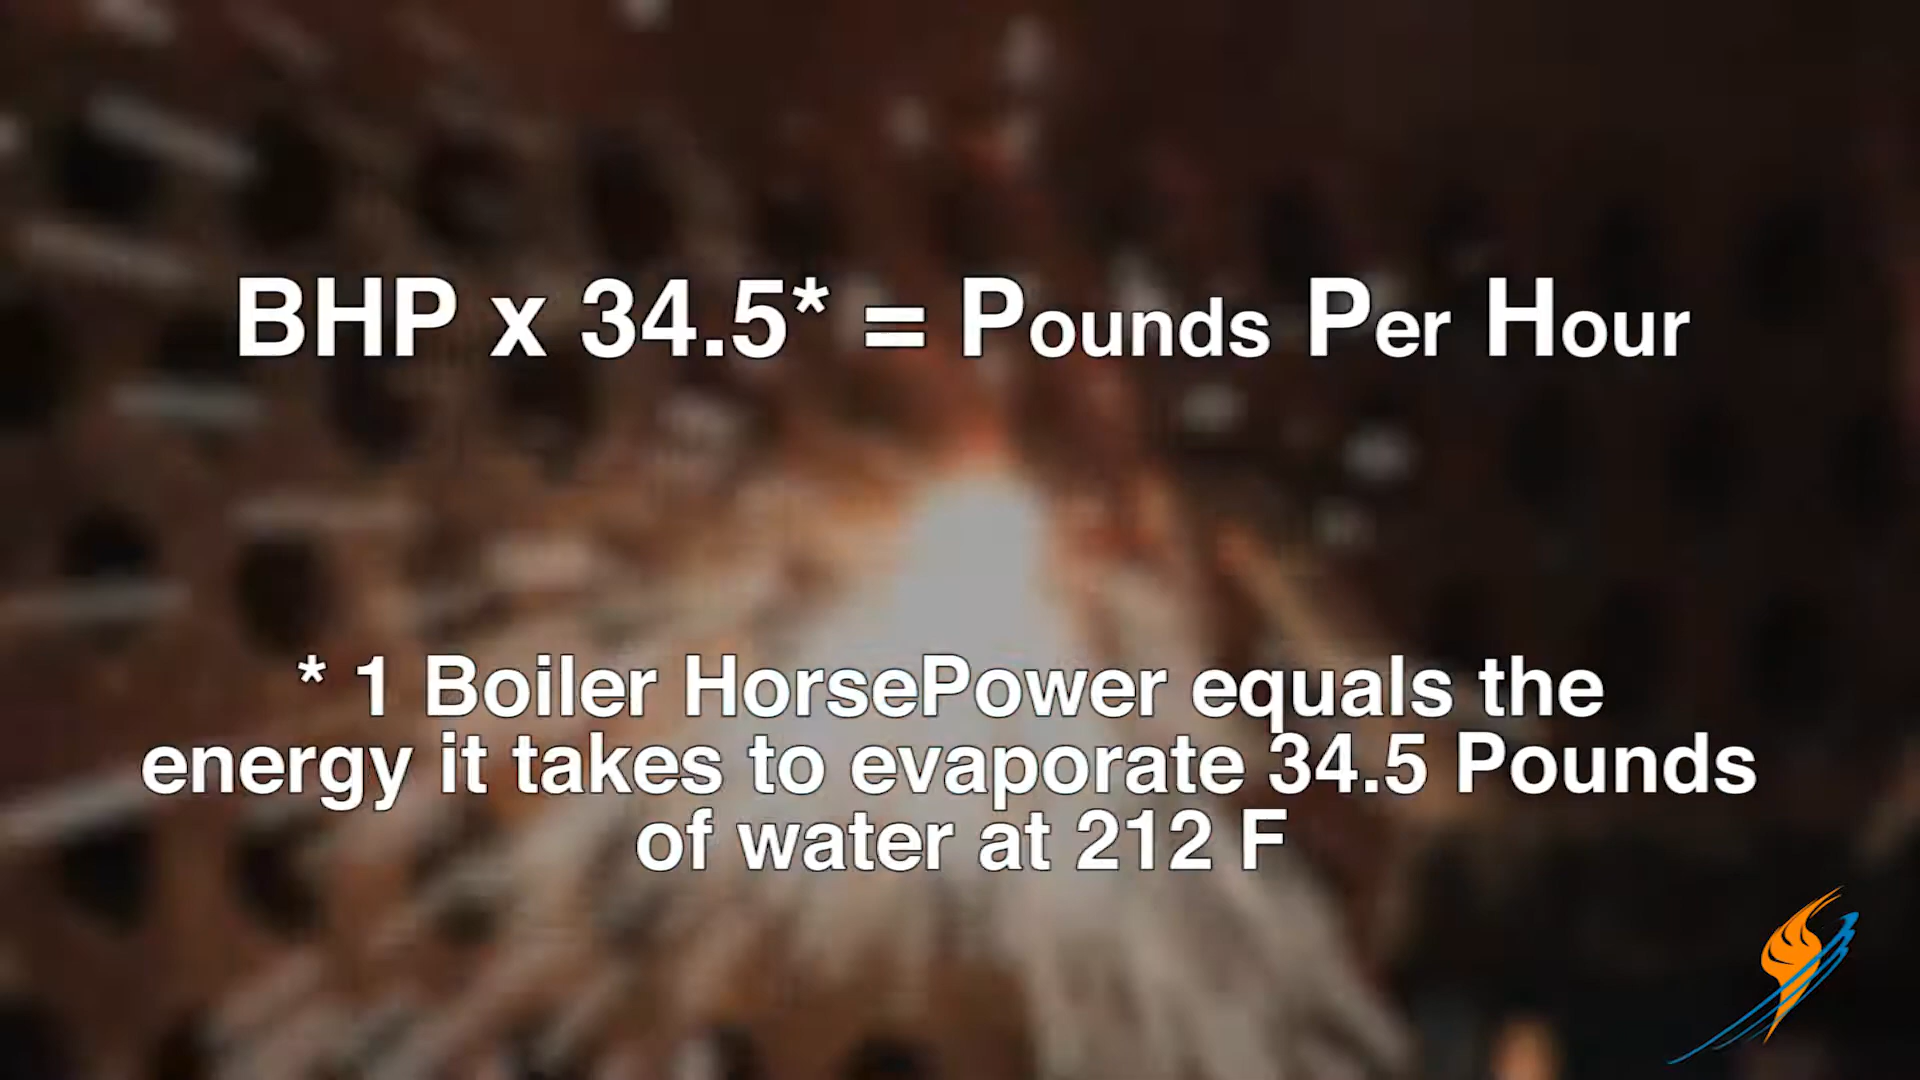 BHP x 34.5* = Pounds Per Hour
* 1 Boiler HorsePower equals the
energy it takes to evaporate 34.5 Pounds
of water at 212 F